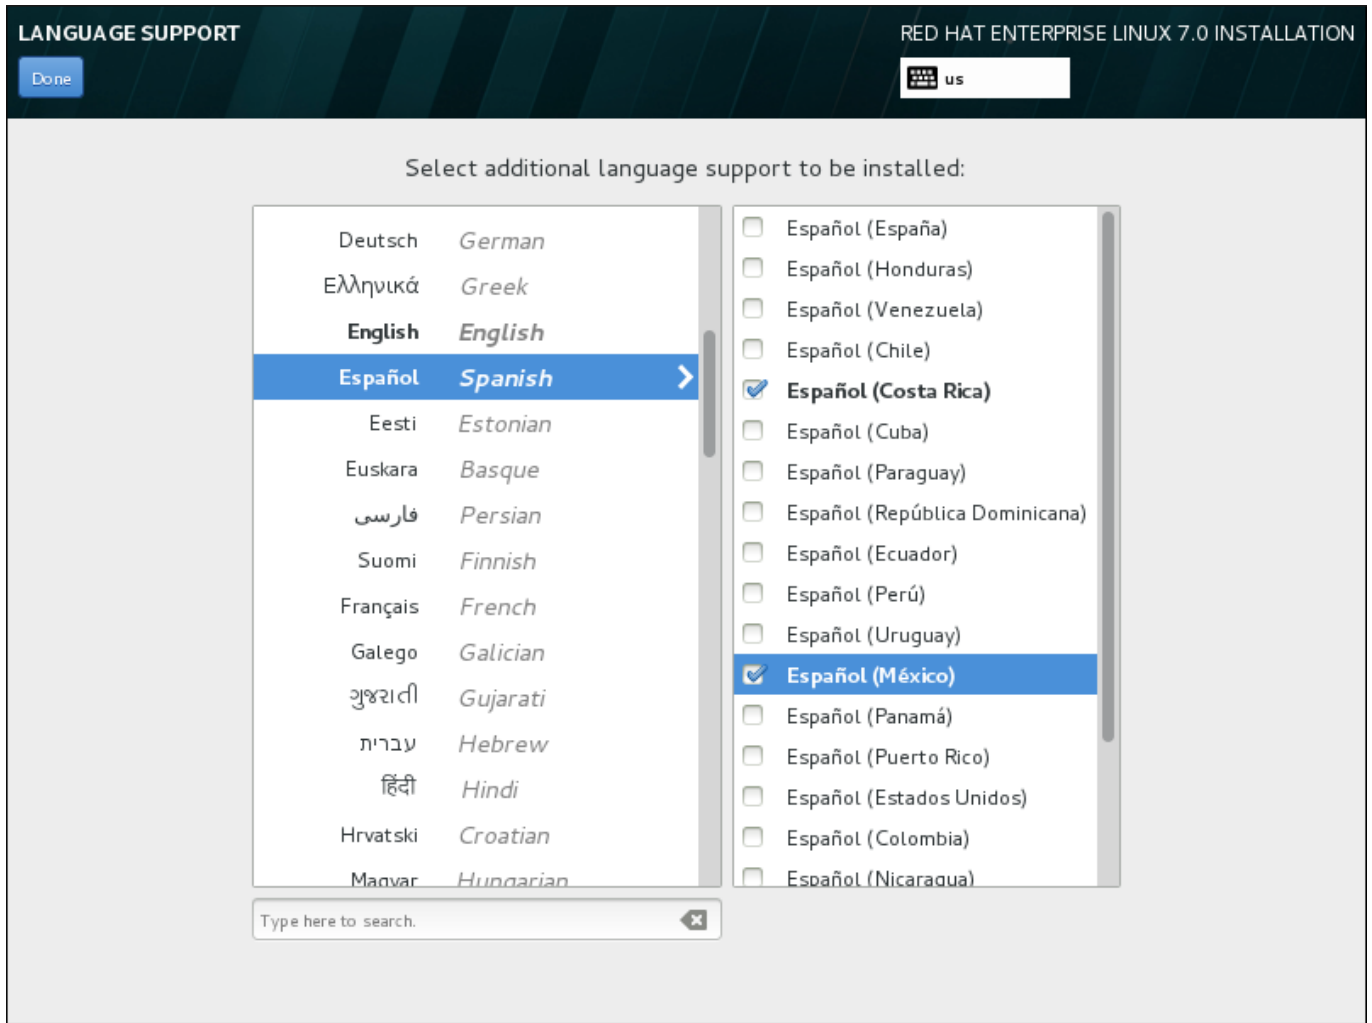 LANGUAGE SUPPORT
RED HAT ENTERPRISE LINUX 7.0 INSTALLATION
Done
us
Select additional language support to be installed:
Deutsch German
Ελληνικά Greek
English English
Español Spanish
Eesti Estonian
Euskara Basque
فارسی Persian
Suomi Finnish
Français French
Galego Galician
ગુજરાતી Gujarati
עברית Hebrew
हिंदी Hindi
Hrvatski Croatian
Magyar Hungarian
Type here to search.
Español (España)
Español (Honduras)
Español (Venezuela)
Español (Chile)
Español (Costa Rica)
Español (Cuba)
Español (Paraguay)
Español (República Dominicana)
Español (Ecuador)
Español (Perú)
Español (Uruguay)
Español (México)
Español (Panamá)
Español (Puerto Rico)
Español (Estados Unidos)
Español (Colombia)
Español (Nicaragua)